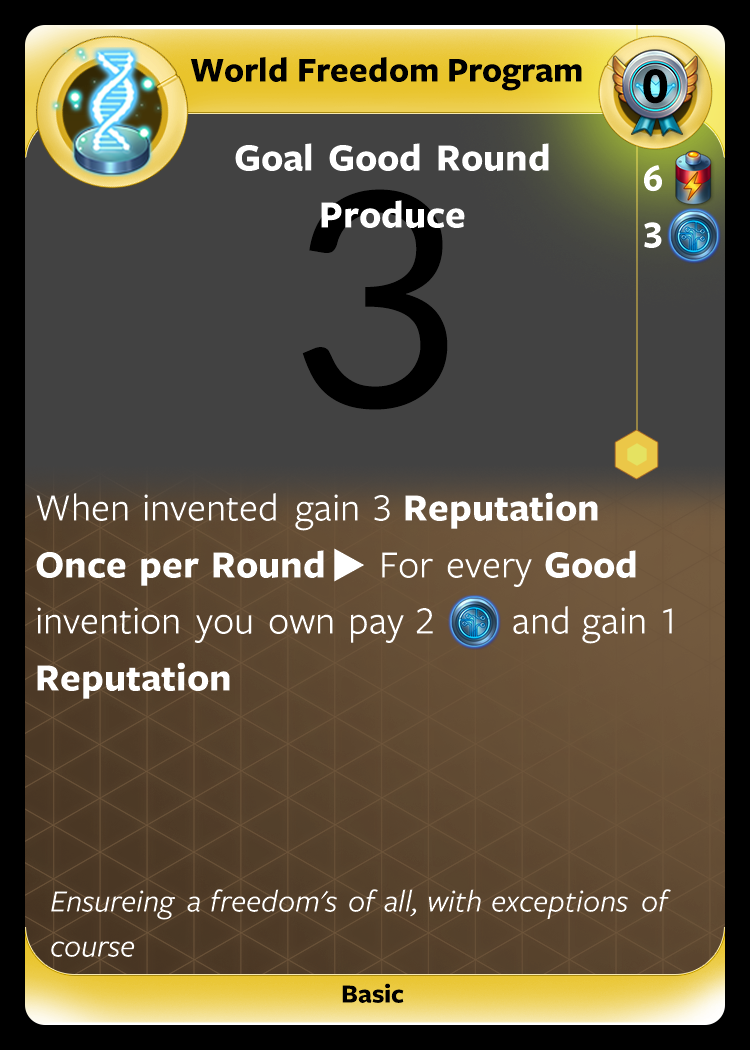 World Freedom Program
0
Goal Good Round
Produce
6
3
3
When invented gain 3 Reputation
Once per Round▶ For every Good
invention you own pay 2 and gain 1
Reputation
Ensureing a freedom's of all, with exceptions of
course
Basic